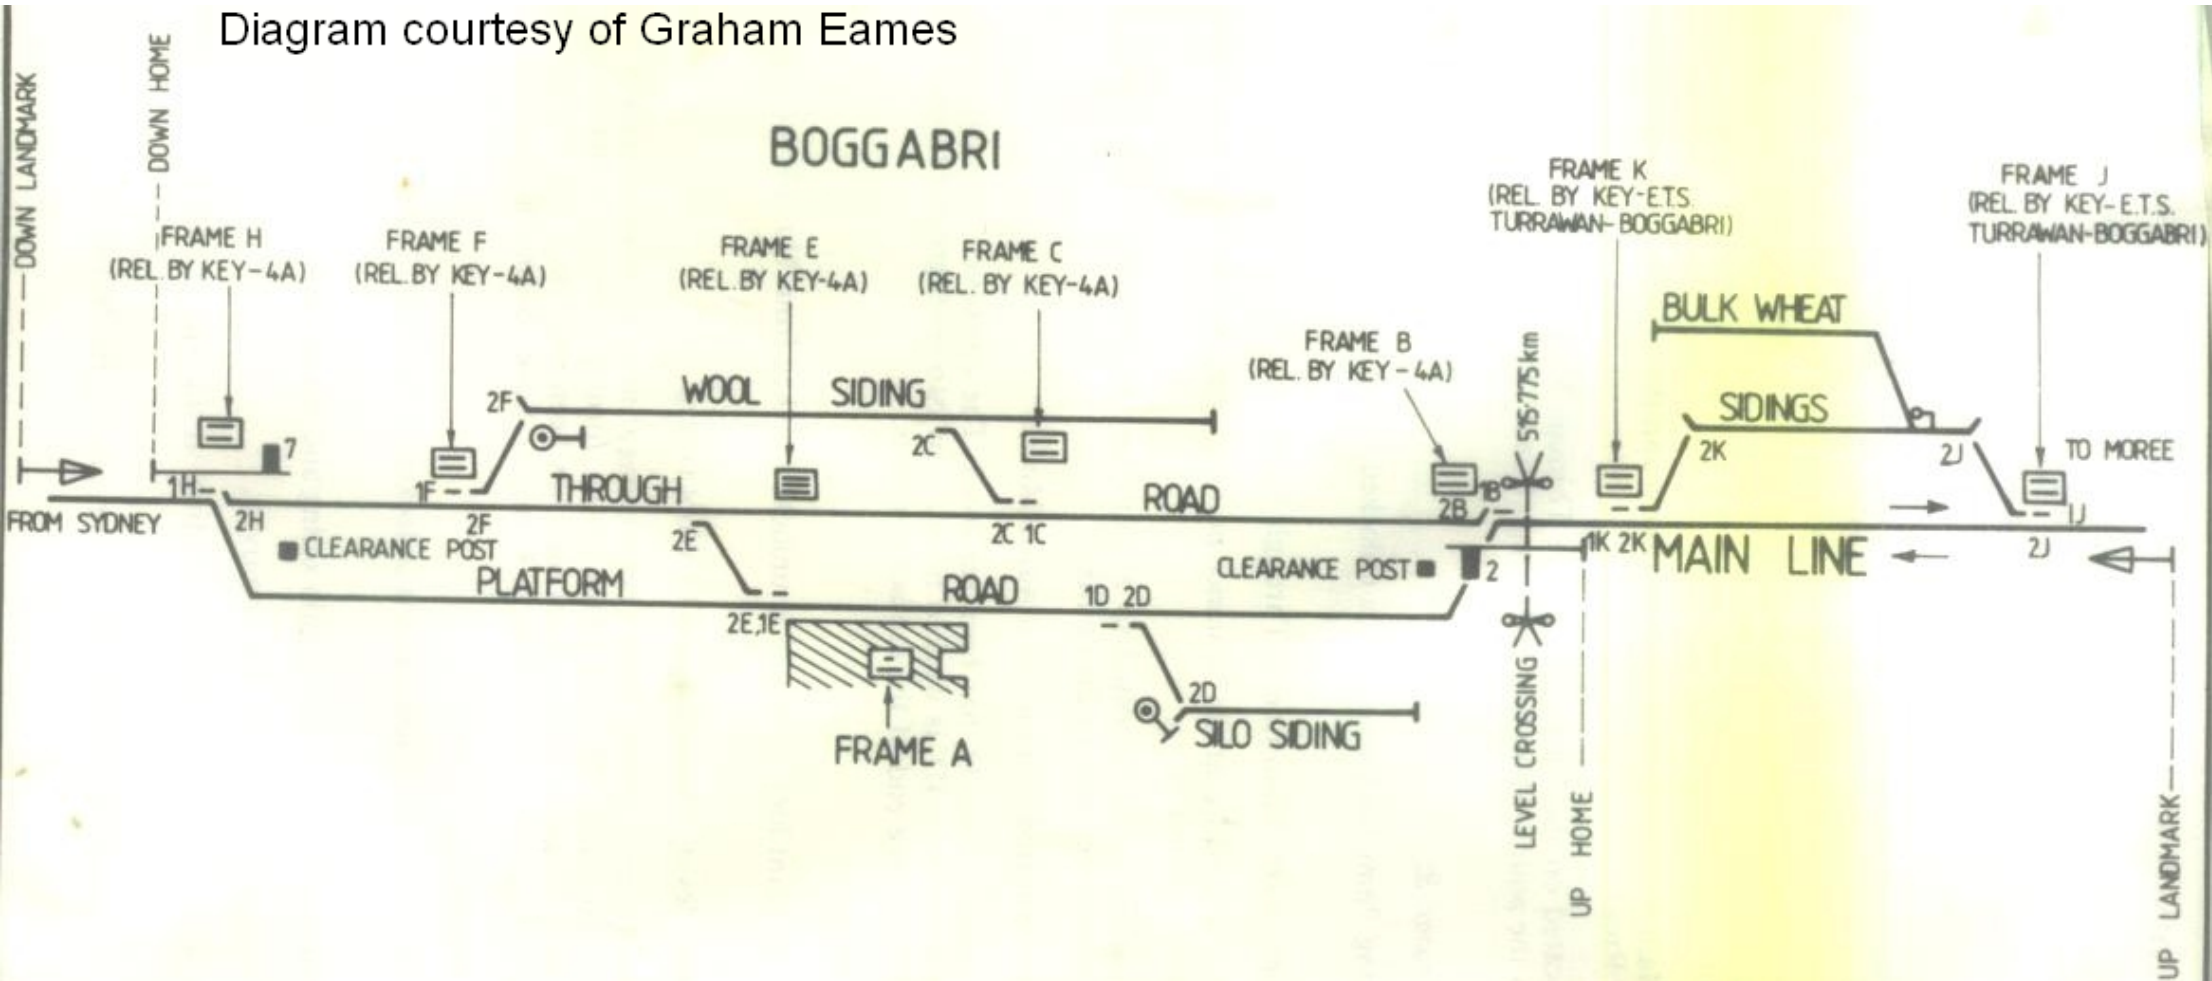 Diagram courtesy of Graham Eames
DOWN LANDMARK
DOWN HOME
BOGGABRI
FRAME H
(REL.BY KEY-4A)
FRAME F
(REL.BY KEY-4A)
FRAME E
(REL.BY KEY-4A)
FRAME C
(REL. BY KEY-4A)
FRAME B
(REL. BY KEY-4A)
515·775km
FRAME K
(REL. BY KEY-E.T.S.
TURRAWAN-BOGGABRI)
FRAME J
(REL. BY KEY-E.T.S.
TURRAWAN-BOGGABRI)
BULK WHEAT
SIDINGS
2F
WOOL SIDING
2C
2K
2J
TO MOREE
7
1H
1F
THROUGH ROAD
2B
1B
1J
FROM SYDNEY
2H
2F
2E
2C 1C
1K 2K
MAIN LINE
2J
CLEARANCE POST
CLEARANCE POST
2
PLATFORM ROAD
1D 2D
2E,1E
2D
SILO SIDING
FRAME A
LEVEL CROSSING
UP HOME
UP LANDMARK